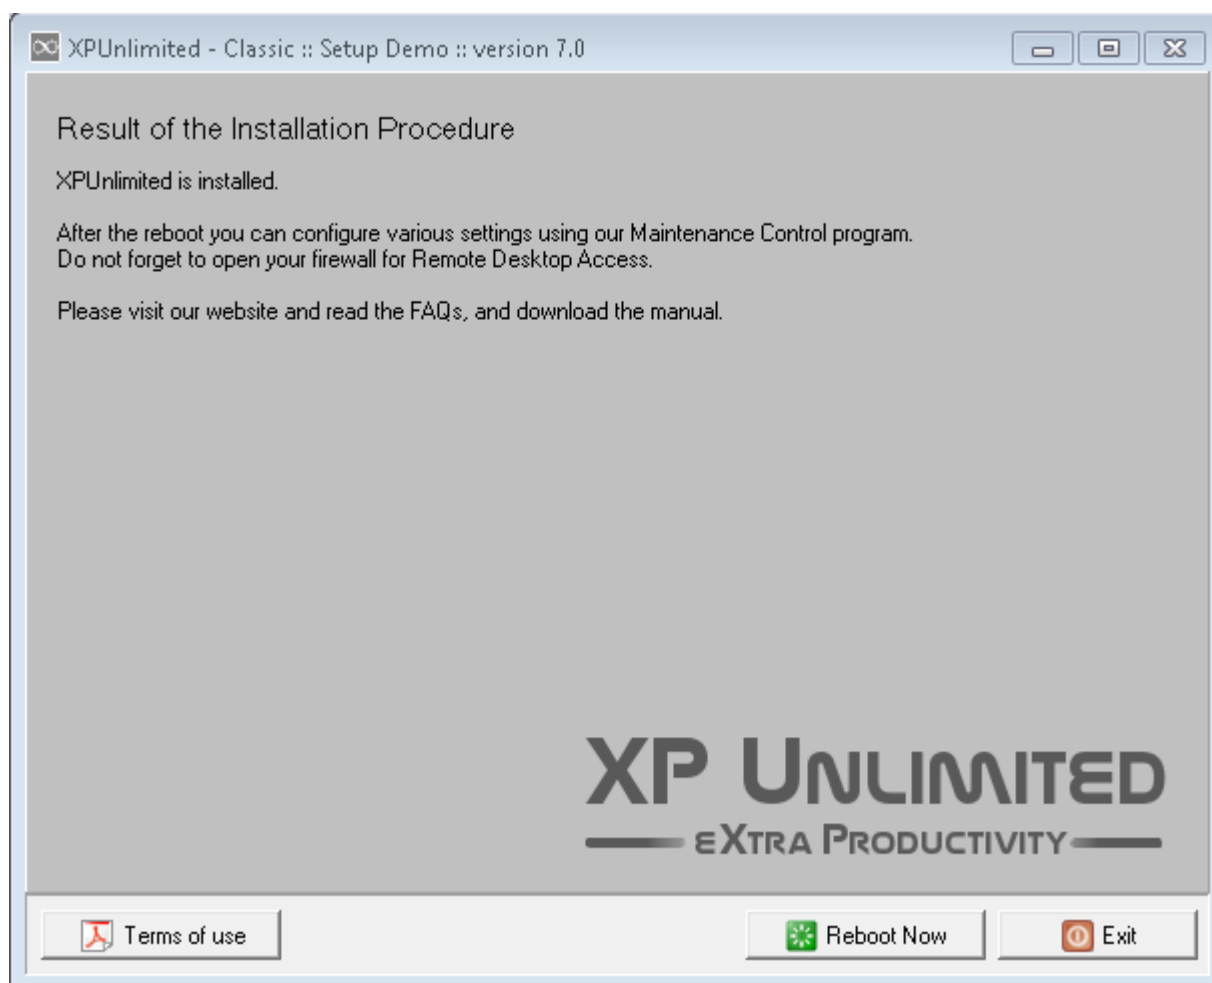 XPUnlimited - Classic :: Setup Demo :: version 7.0
Result of the Installation Procedure
XPUnlimited is installed.
After the reboot you can configure various settings using our Maintenance Control program.
Do not forget to open your firewall for Remote Desktop Access.
Please visit our website and read the FAQs, and download the manual.
XP UNLIMITED
EXTRA PRODUCTIVITY
Terms of use
Reboot Now
Exit